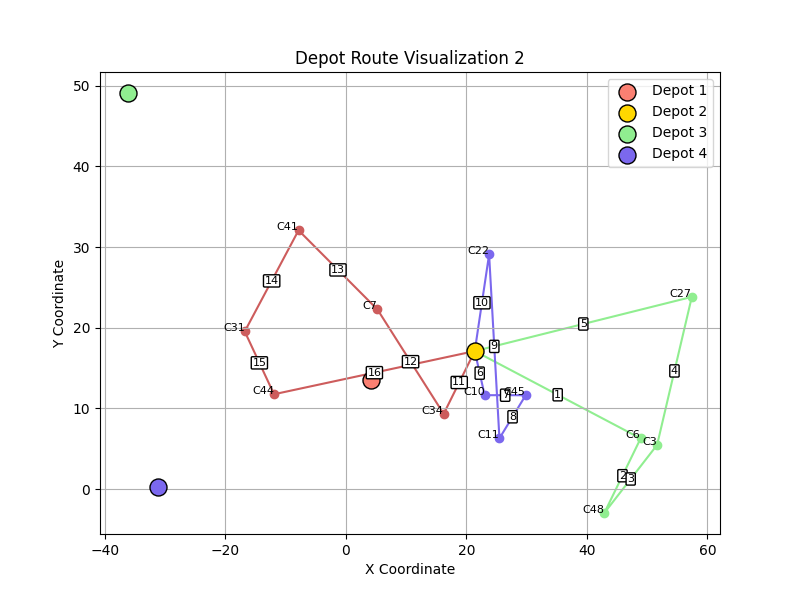 Depot Route Visualization 2
Depot 1
Depot 2
Depot 3
Depot 4
Y Coordinate
50
40
30
20
10
0
C41
C22
C27
C7
C31
C44
C34
C10
C45
C11
C6
C3
C48
14
13
10
5
9
12
15
16
11
6
7
1
4
8
2
3
−40
−20
0
20
40
60
X Coordinate